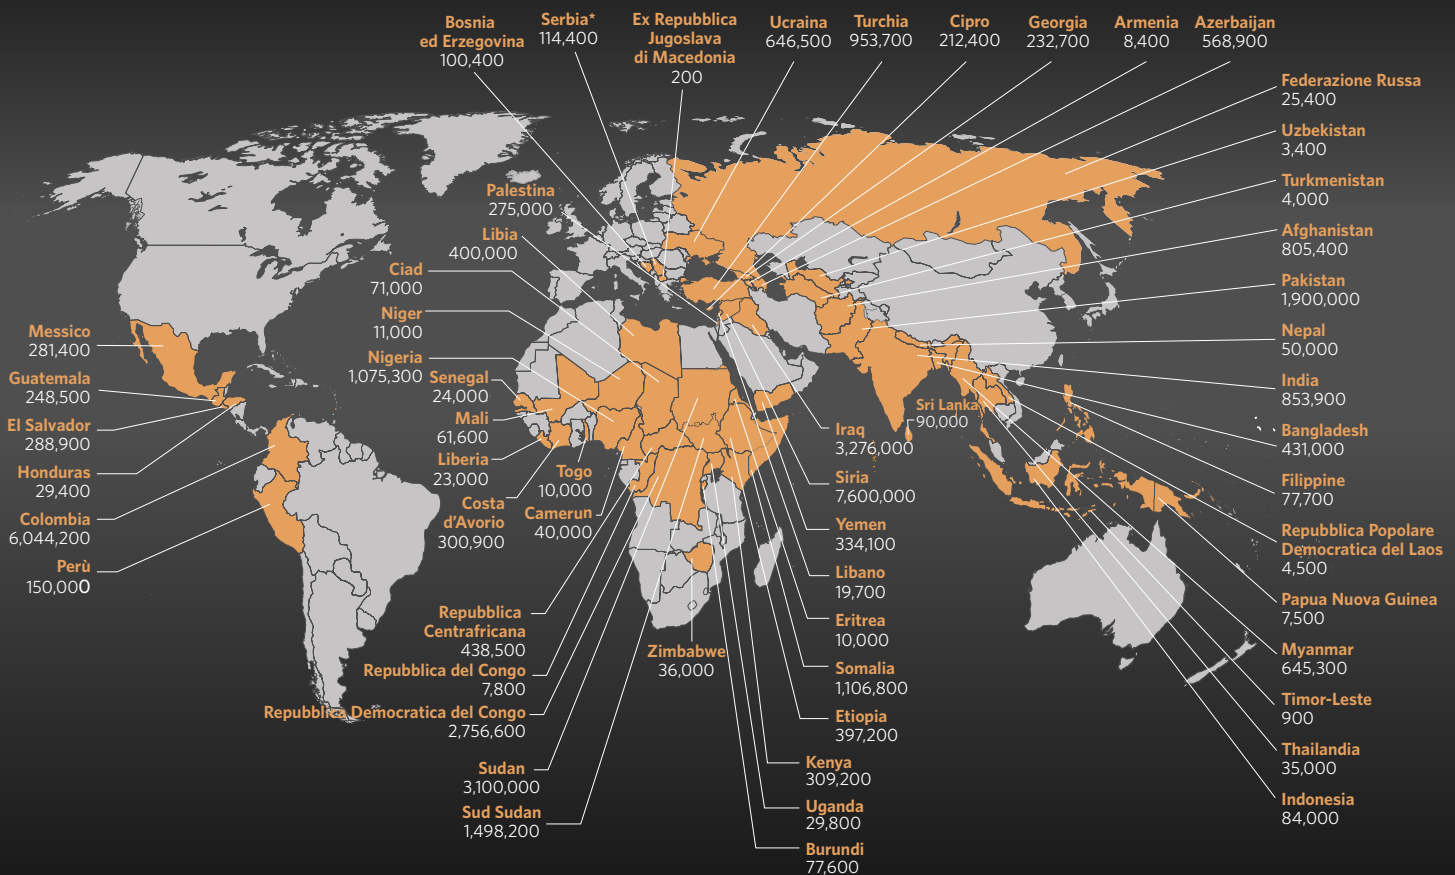 Bosnia
ed Erzegovina
100,400
Serbia*
114,400
Ex Repubblica
Jugoslava
di Macedonia
200
Ucraina
646,500
Turchia
953,700
Cipro
212,400
Georgia
232,700
Armenia
8,400
Azerbaijan
568,900
Federazione Russa
25,400
Uzbekistan
3,400
Turkmenistan
4,000
Afghanistan
805,400
Pakistan
1,900,000
Nepal
50,000
India
853,900
Bangladesh
431,000
Filippine
77,700
Repubblica Popolare
Democratica del Laos
4,500
Papua Nuova Guinea
7,500
Myanmar
645,300
Timor-Leste
900
Thailandia
35,000
Indonesia
84,000
Palestina
275,000
Libia
400,000
Ciad
71,000
Niger
11,000
Nigeria
1,075,300
Senegal
24,000
Mali
61,600
Liberia
23,000
Costa
d'Avorio
300,900
Togo
10,000
Camerun
40,000
Messico
281,400
Guatemala
248,500
El Salvador
288,900
Honduras
29,400
Colombia
6,044,200
Perù
150,000
Repubblica
Centrafricana
438,500
Repubblica del Congo
7,800
Repubblica Democratica del Congo
2,756,600
Sudan
3,100,000
Sud Sudan
1,498,200
Zimbabwe
36,000
Sri Lanka
90,000
Iraq
3,276,000
Siria
7,600,000
Yemen
334,100
Libano
19,700
Eritrea
10,000
Somalia
1,106,800
Etiopia
397,200
Kenya
309,200
Uganda
29,800
Burundi
77,600